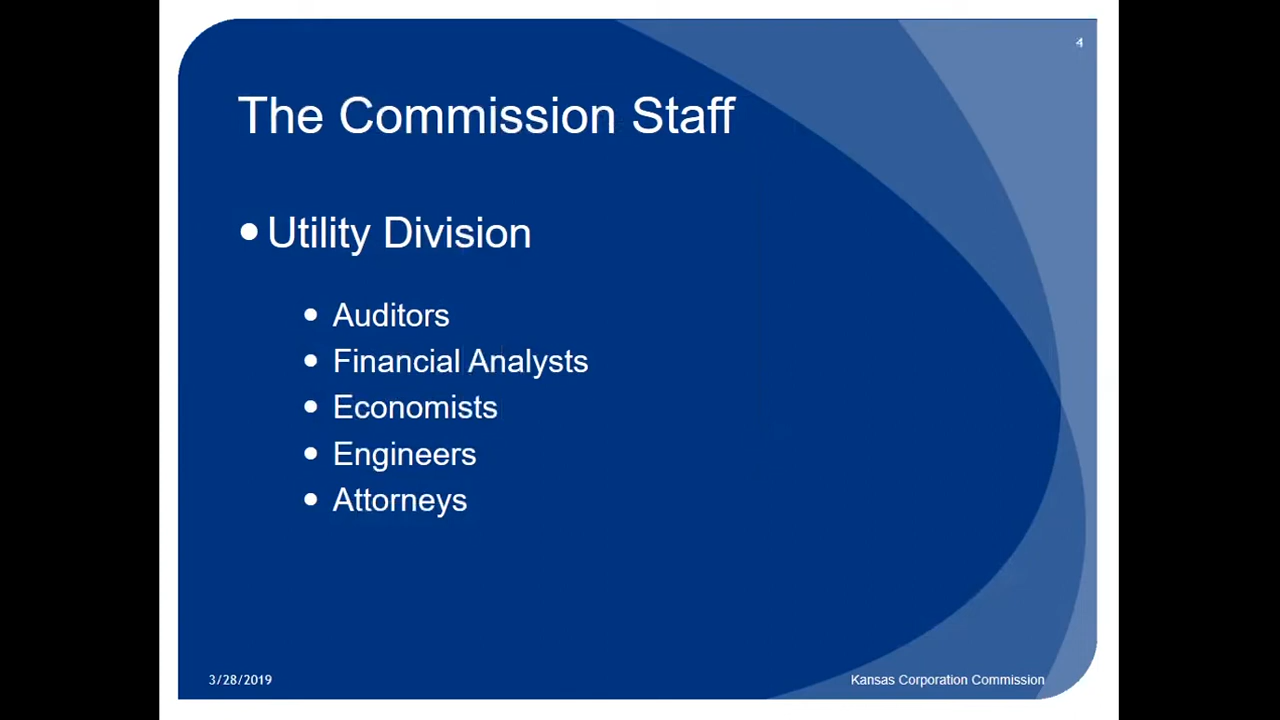 4
The Commission Staff
• Utility Division
• Auditors
• Financial Analysts
• Economists
• Engineers
• Attorneys
3/28/2019
Kansas Corporation Commission